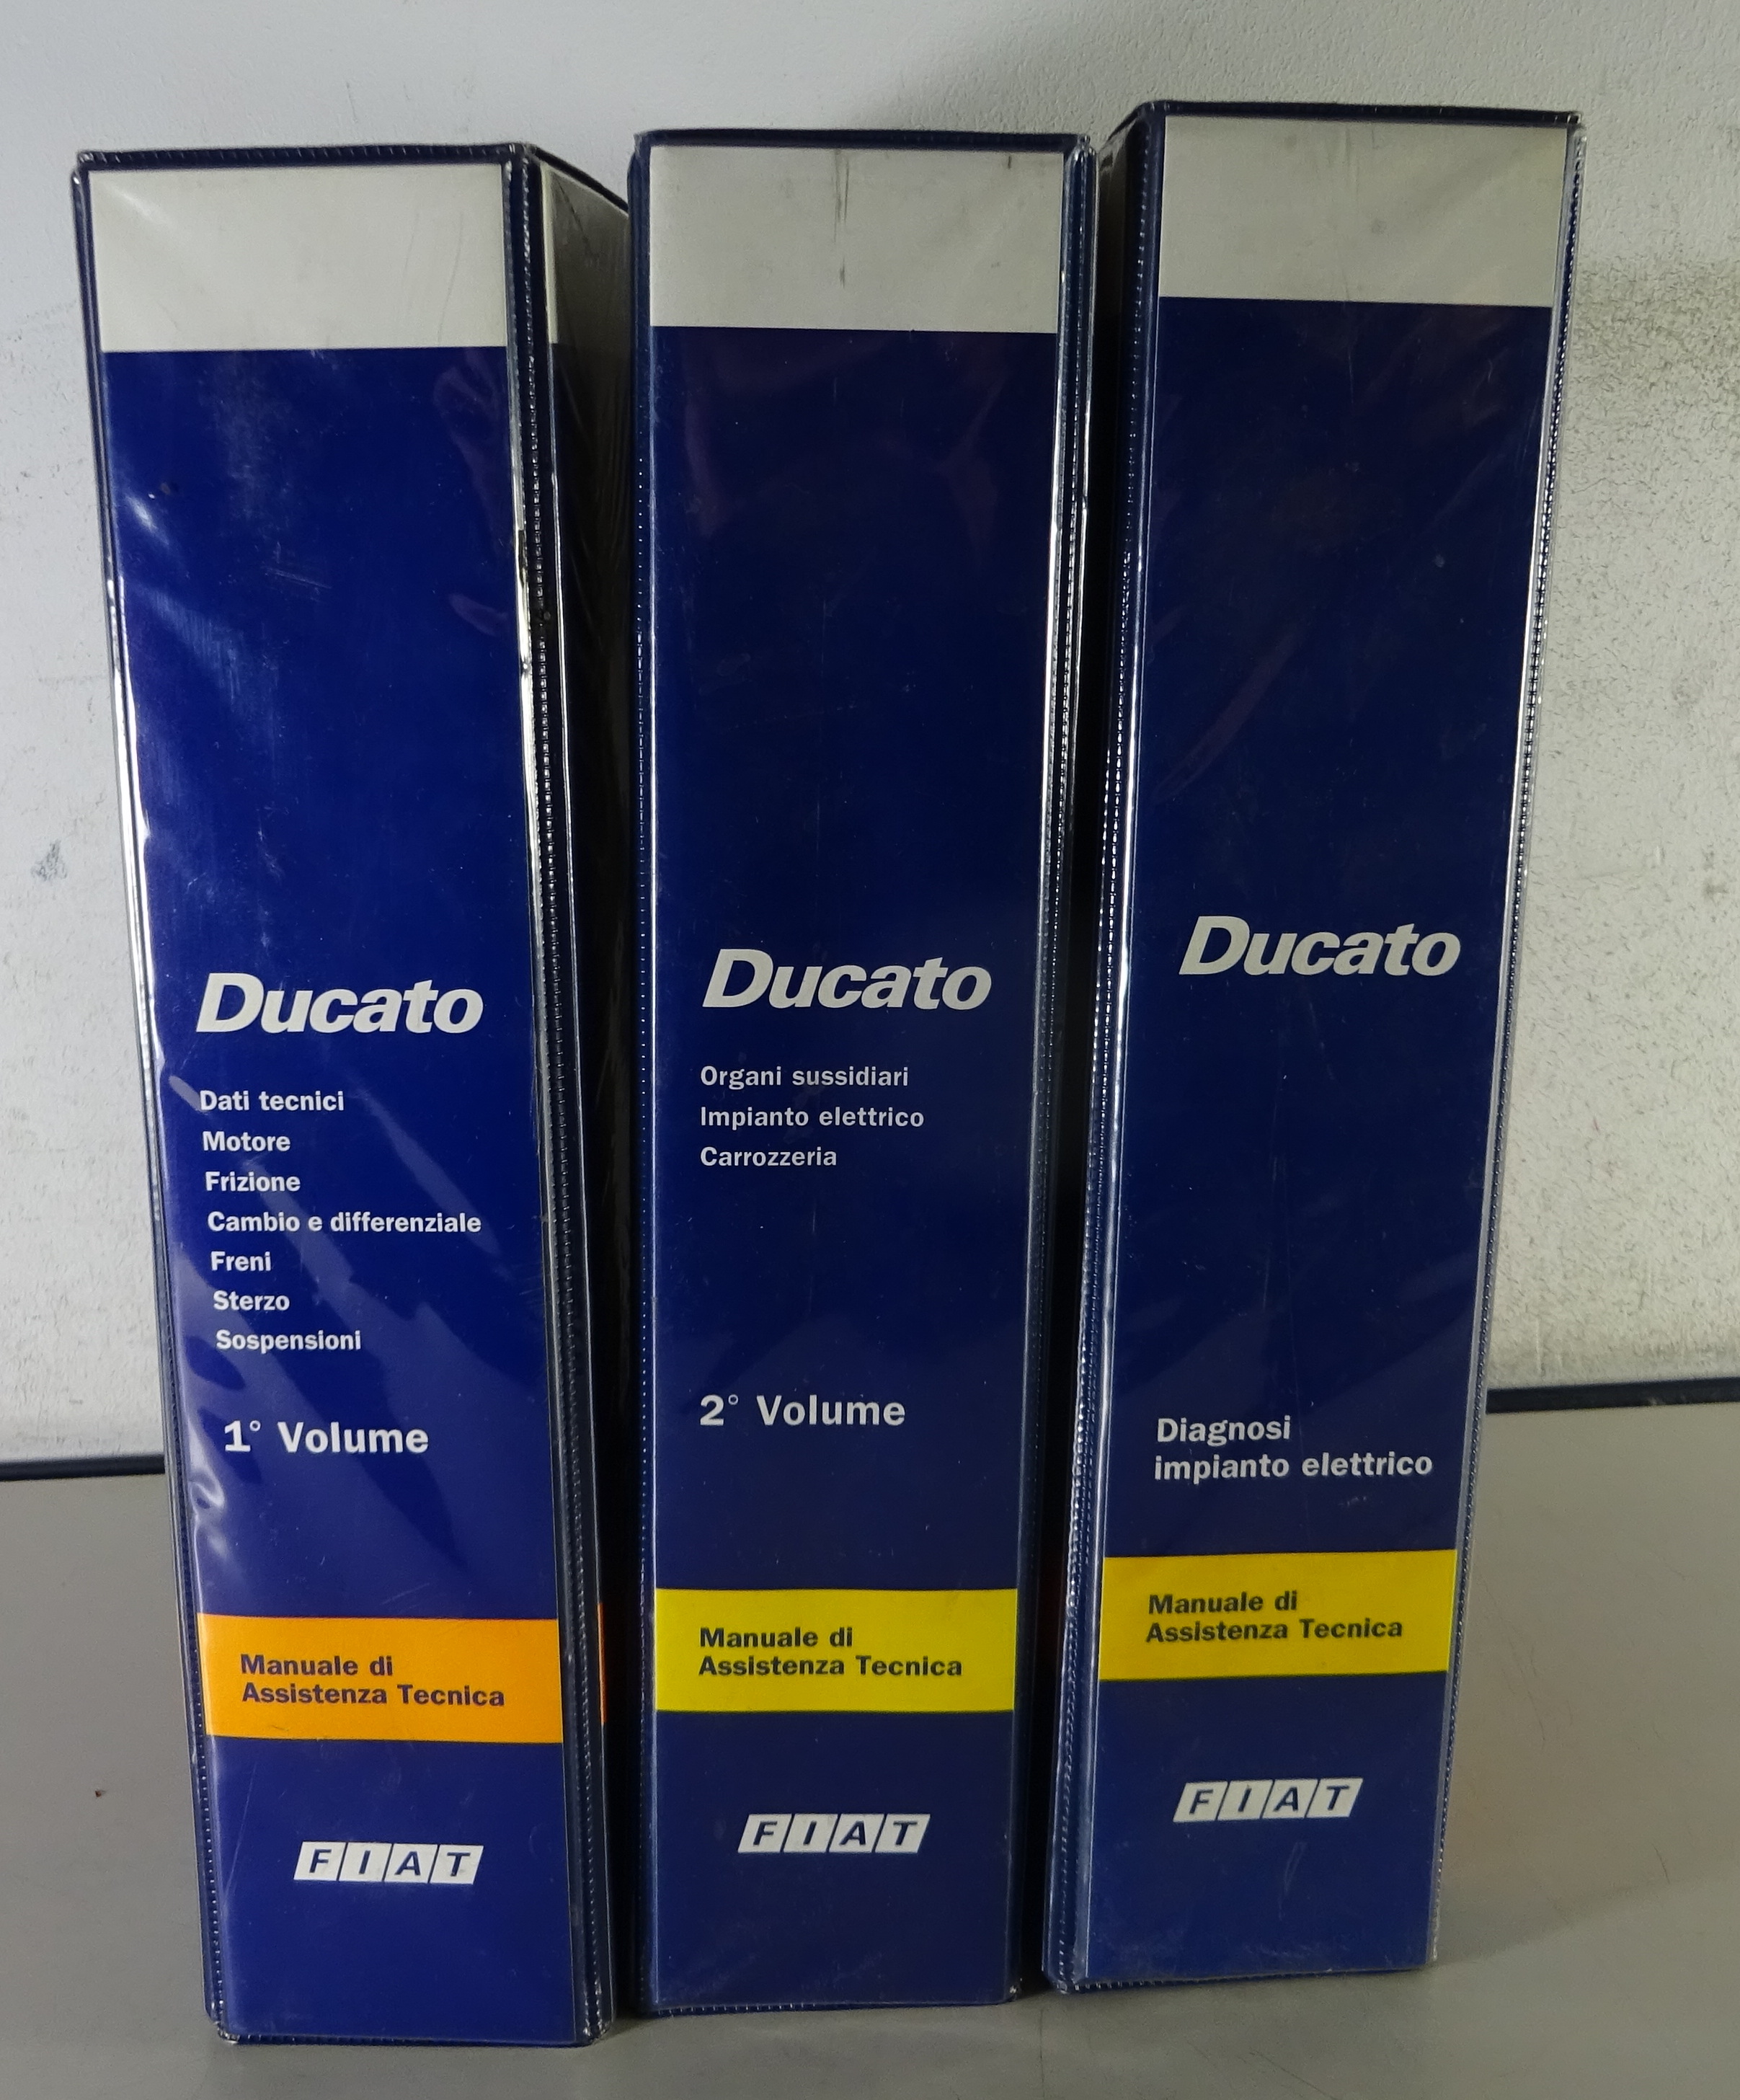 Ducato
Dati tecnici
Motore
Frizione
Cambio e differenziale
Freni
Sterzo
Sospensioni
1° Volume
Manuale di
Assistenza Tecnica
FIAT
Ducato
Organi sussidiari
Impianto elettrico
Carrozzeria
2° Volume
Manuale di
Assistenza Tecnica
FIAT
Ducato
Diagnosi
impianto elettrico
Manuale di
Assistenza Tecnica
FIAT